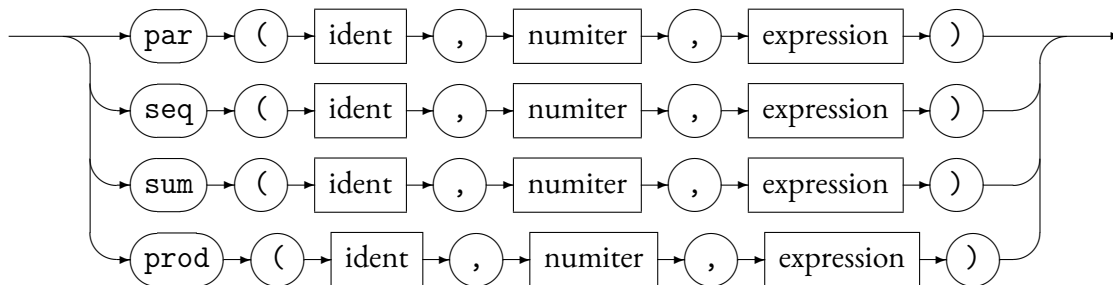 par ( ident , numiter , expression )
seq ( ident , numiter , expression )
sum ( ident , numiter , expression )
prod ( ident , numiter , expression )